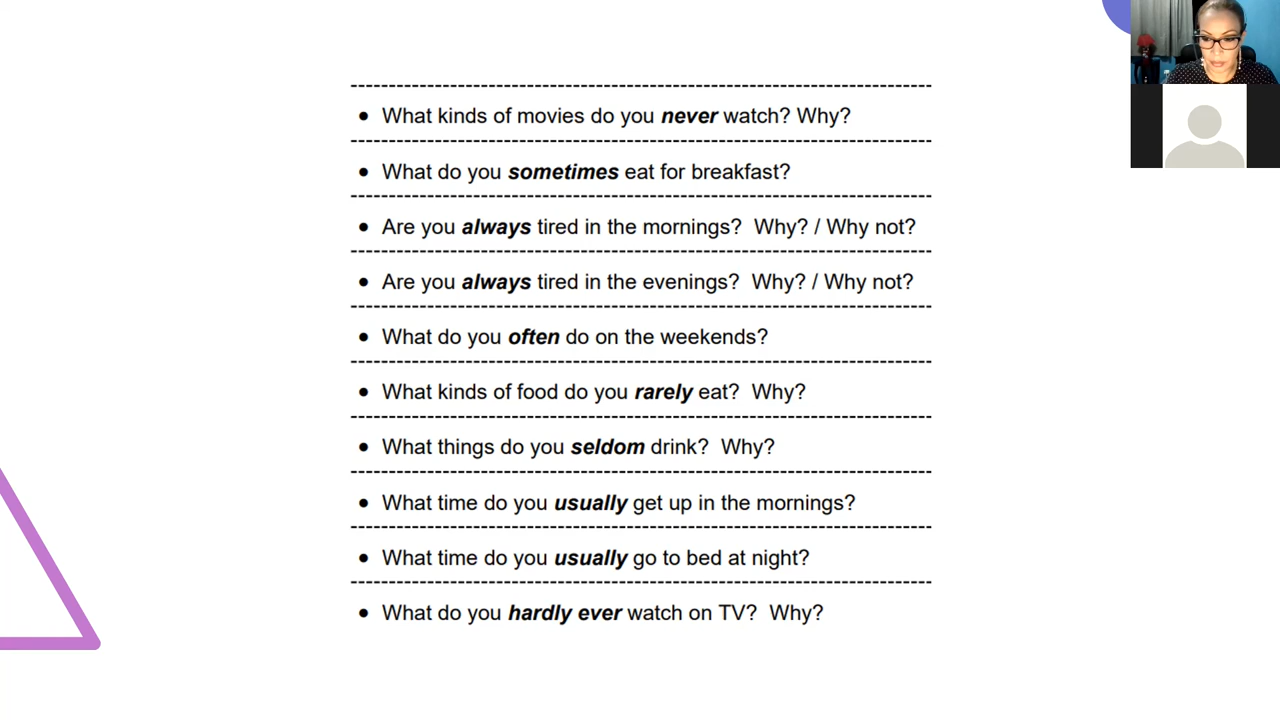 • What kinds of movies do you never watch? Why?
• What do you sometimes eat for breakfast?
• Are you always tired in the mornings?  Why? / Why not?
• Are you always tired in the evenings?  Why? / Why not?
• What do you often do on the weekends?
• What kinds of food do you rarely eat?  Why?
• What things do you seldom drink?  Why?
• What time do you usually get up in the mornings?
• What time do you usually go to bed at night?
• What do you hardly ever watch on TV?  Why?